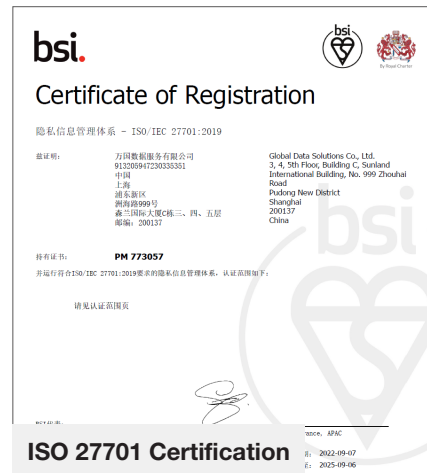 bsi.
bsi
By Royal Charter
Certificate of Registration
隐私信息管理体系 - ISO/IEC 27701:2019
兹证明:
万国数据服务有限公司
913205947230335351
中国
上海
浦东新区
洲海路999号
森兰国际大厦C栋三、四、五层
邮编: 200137
Global Data Solutions Co., Ltd.
3, 4, 5th Floor, Building C, Sunland
International Building, No. 999 Zhouhai
Road
Pudong New District
Shanghai
200137
China
持有证书:
PM 773057
并运行符合ISO/IEC 27701:2019要求的隐私信息管理体系, 认证范围如下:
请见认证范围页
bsi
APAC
2022-09-07
2025-09-06
ISO 27701 Certification